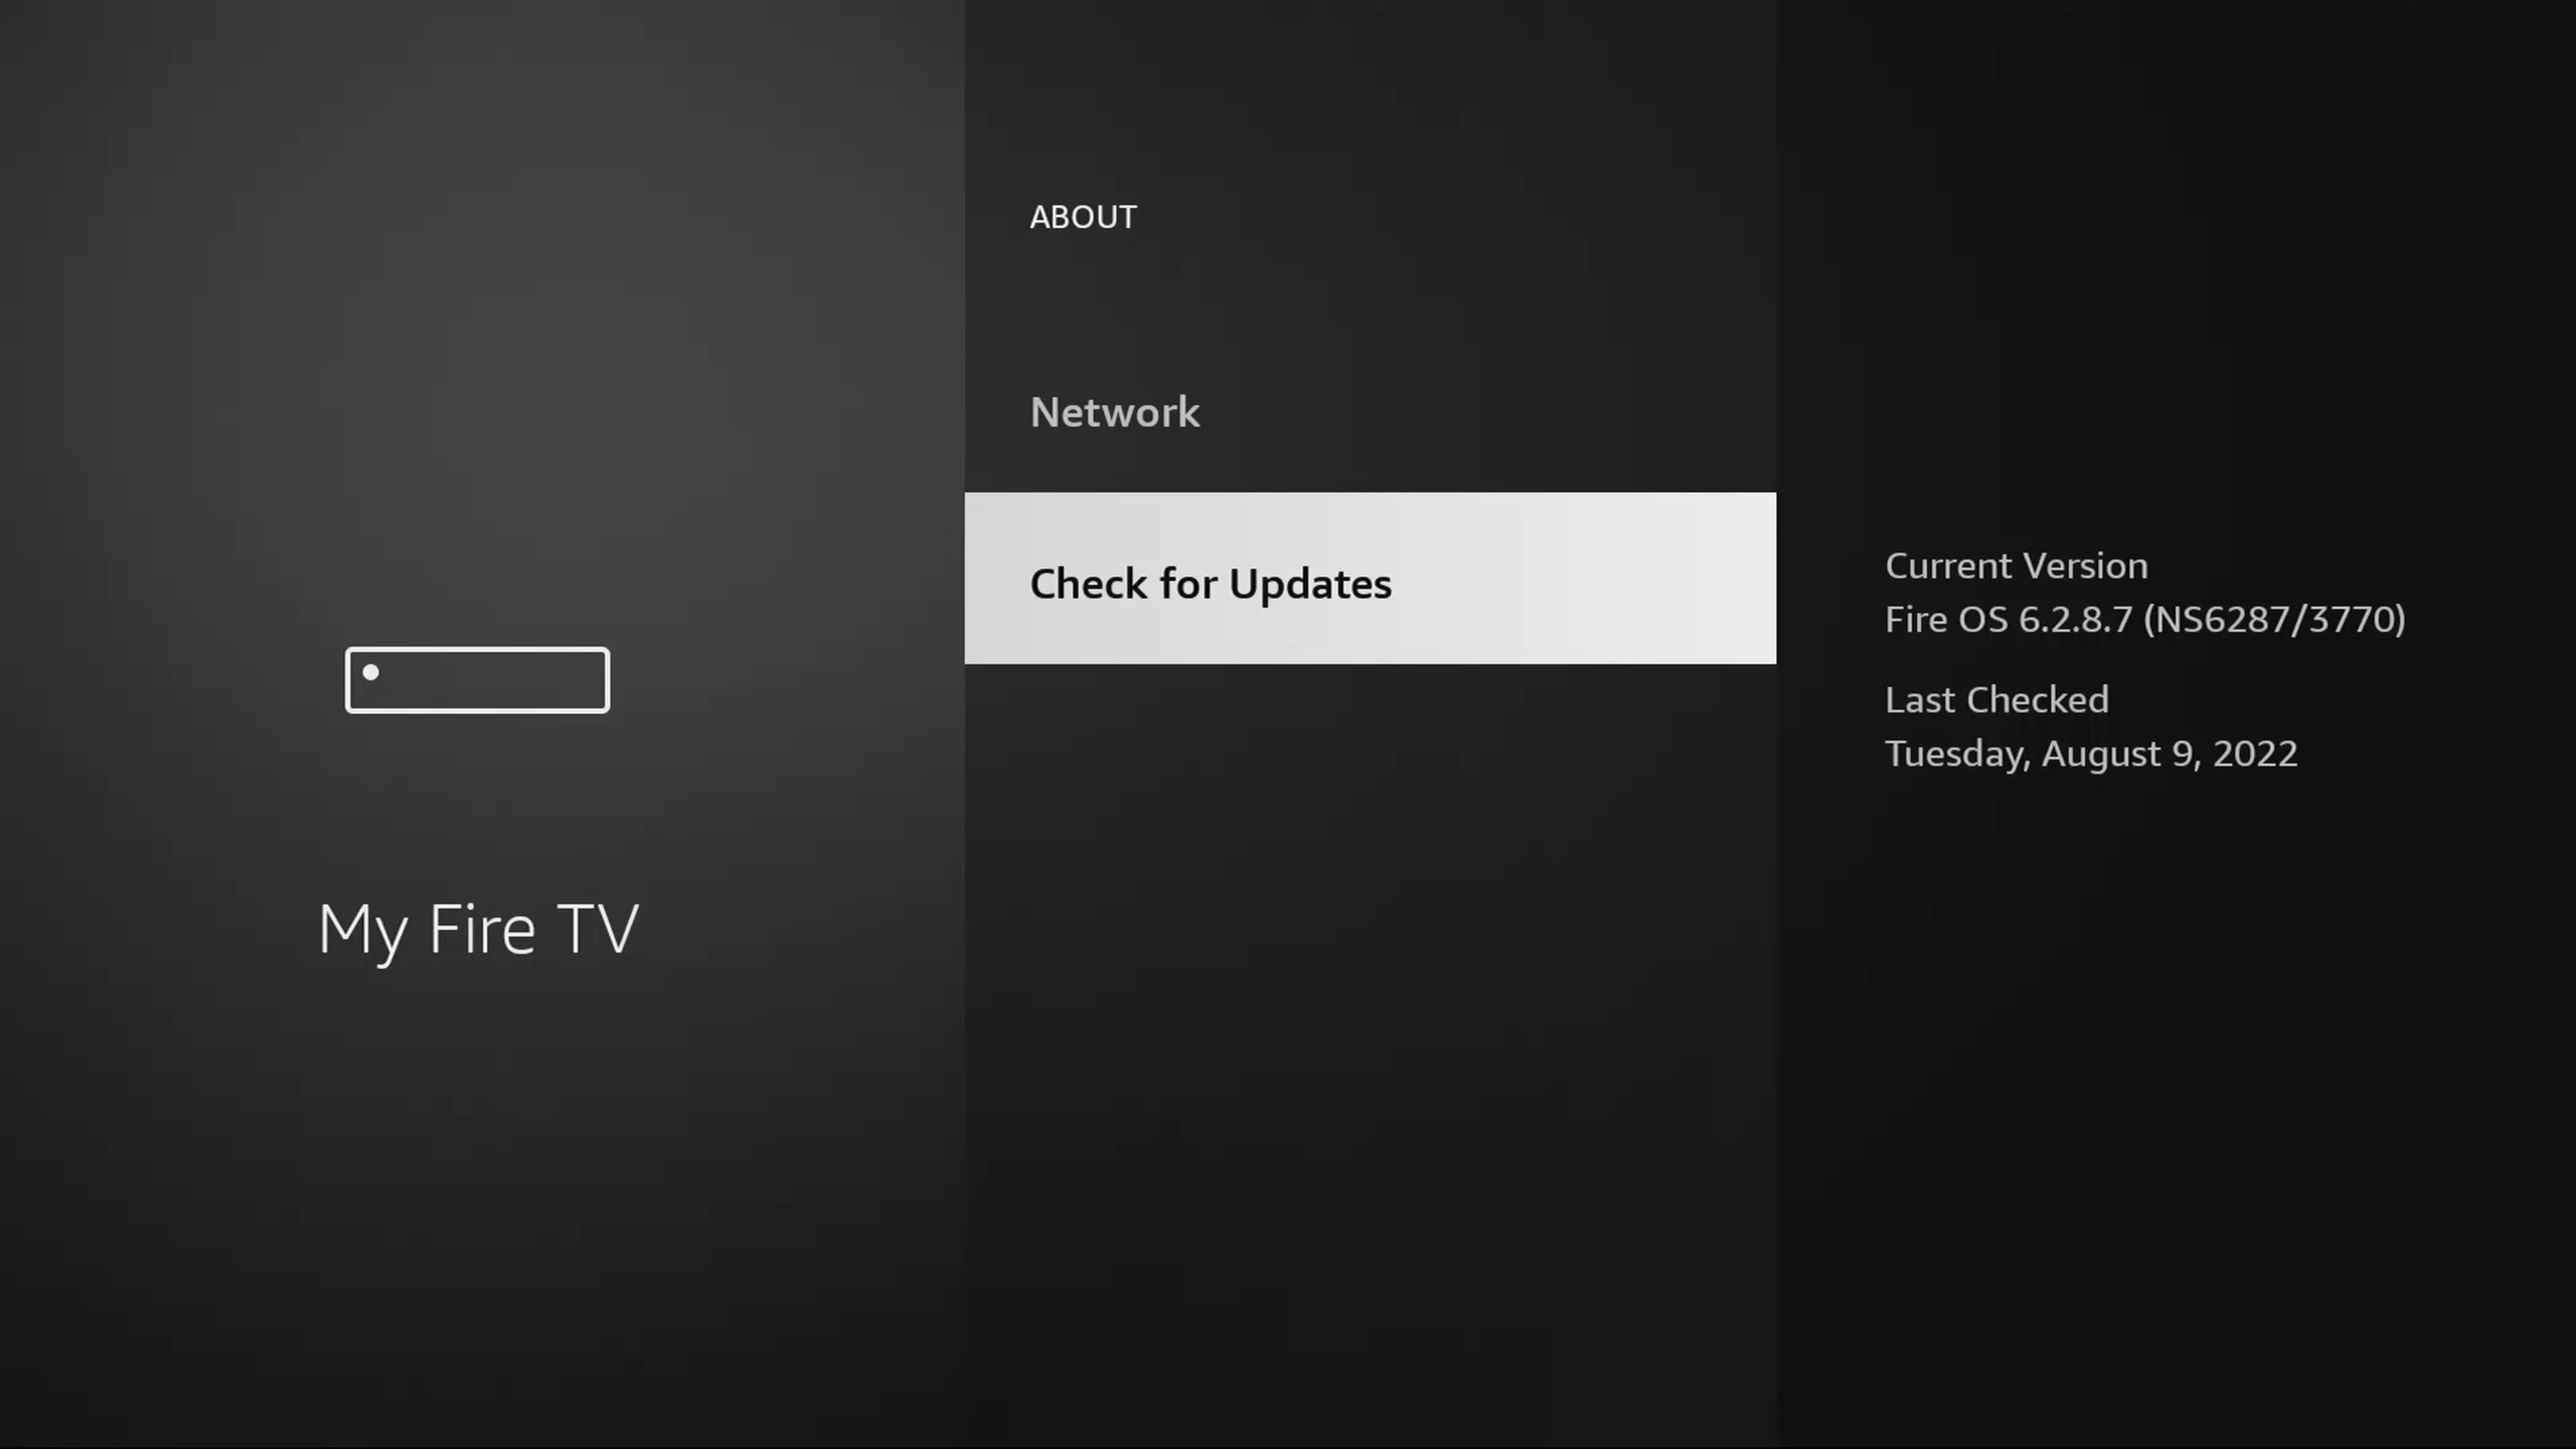 ABOUT
Network
Check for Updates
My Fire TV
Current Version
Fire OS 6.2.8.7 (NS6287/3770)
Last Checked
Tuesday, August 9, 2022